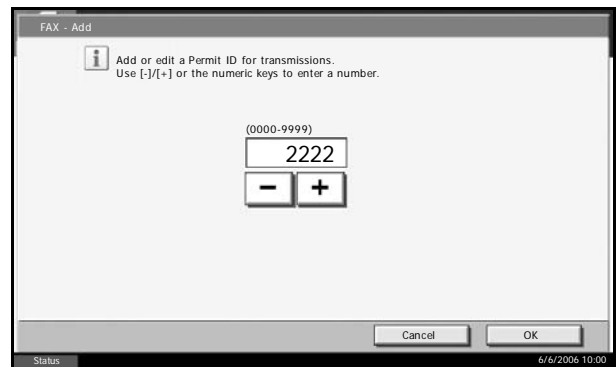 FAX - Add
Add or edit a Permit ID for transmissions.
Use [-]/[+] or the numeric keys to enter a number.
(0000-9999)
2222
− +
Cancel OK
Status 6/6/2006 10:00